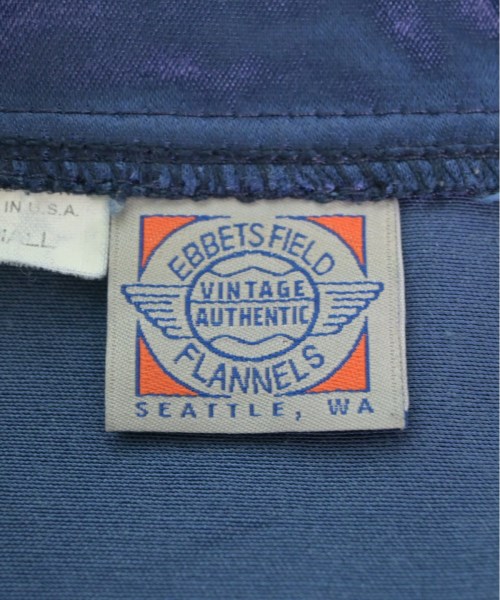 IN U.S.A.
EBBETS FIELD
VINTAGE
AUTHENTIC
FLANNELS
SEATTLE, WA